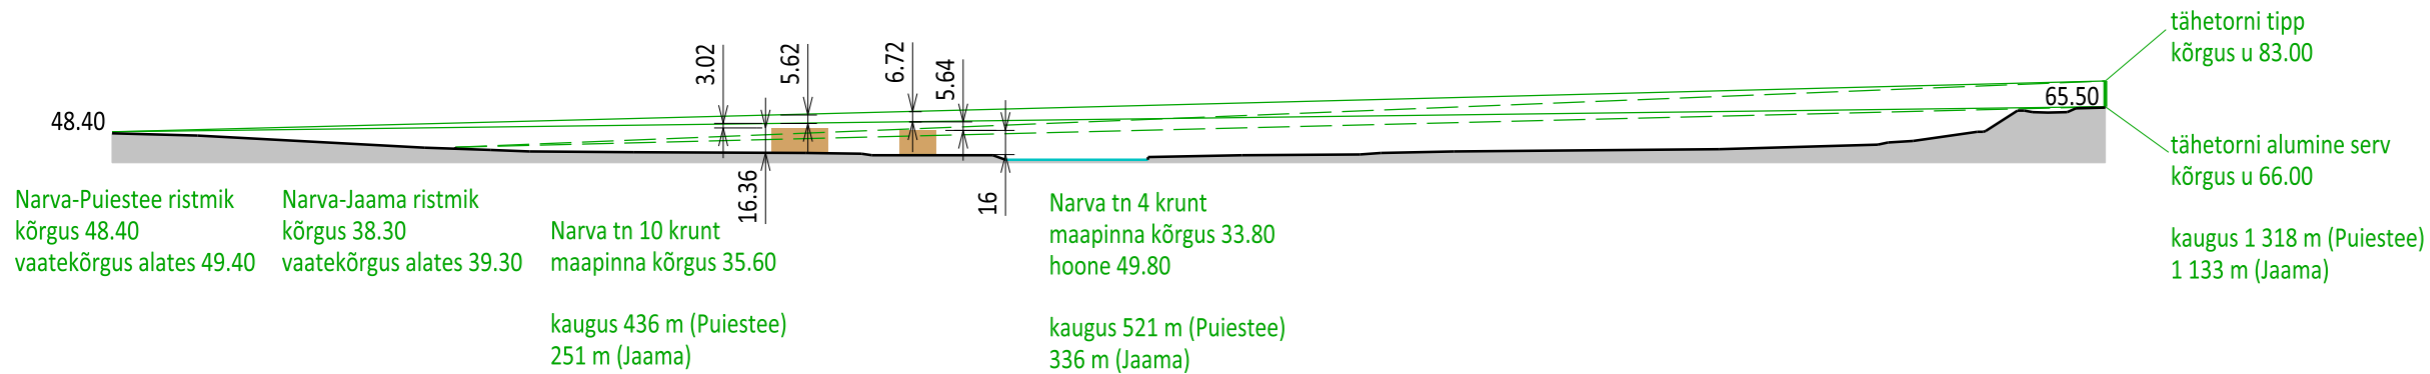 tähetorni tipp
kõrgus u 83.00
3.02
5.62
6.72
5.64
48.40
65.50
tähetorni alumine serv
kõrgus u 66.00
16.36
16
Narva-Puiestee ristmik
kõrgus 48.40
vaatekõrgus alates 49.40
Narva-Jaama ristmik
kõrgus 38.30
vaatekõrgus alates 39.30
Narva tn 10 krunt
maapinna kõrgus 35.60
kaugus 436 m (Puiestee)
251 m (Jaama)
Narva tn 4 krunt
maapinna kõrgus 33.80
hoone 49.80
kaugus 521 m (Puiestee)
336 m (Jaama)
kaugus 1 318 m (Puiestee)
1 133 m (Jaama)